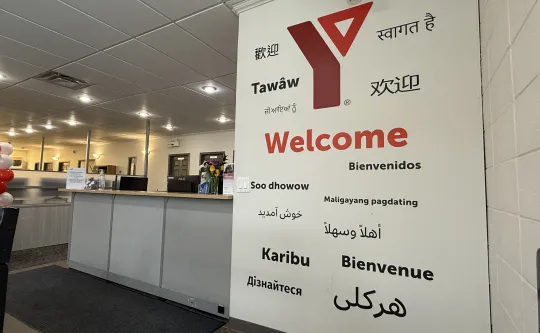 歡迎
स्वागत है
Tawâw
欢迎
ਜੀ ਆਇਆਂ ਨੂੰ
Welcome
Bienvenidos
Soo dhowow
Maligayang pagdating
خوش آمدید
أهلاً وسهلاً
Karibu
Bienvenue
Дізнайтеся
هركلى